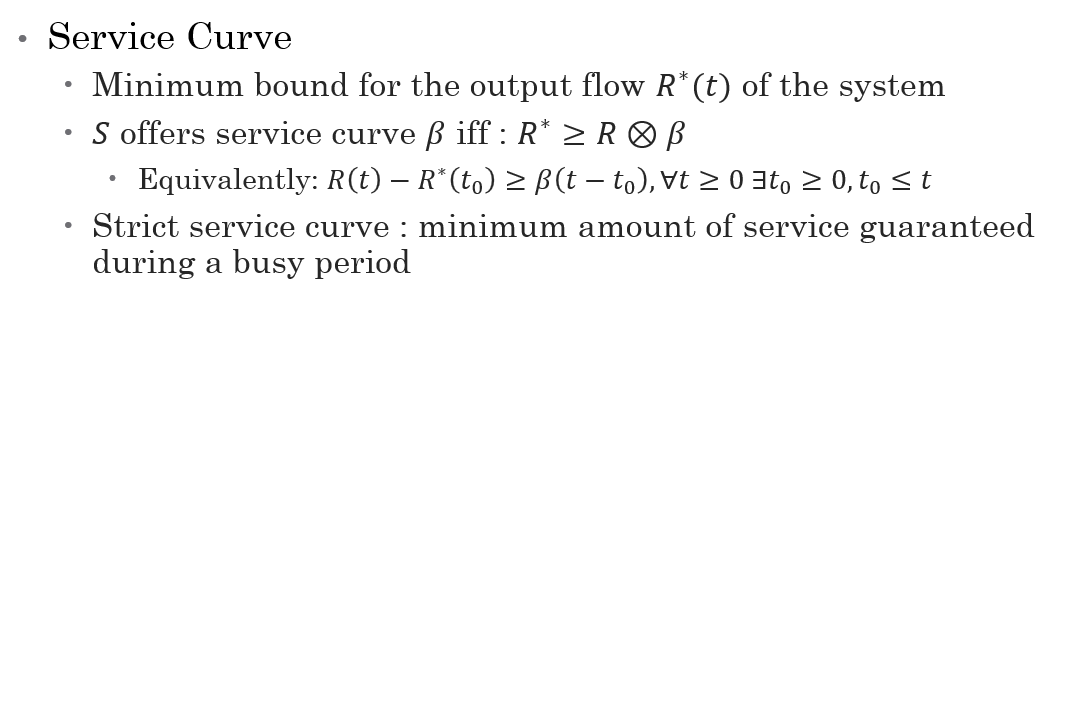 • Service Curve
• Minimum bound for the output flow R*(t) of the system
• S offers service curve β iff : R* ≥ R ⊗ β
• Equivalently: R(t) − R*(t₀) ≥ β(t − t₀), ∀t ≥ 0 ∃t₀ ≥ 0, t₀ ≤ t
• Strict service curve : minimum amount of service guaranteed
during a busy period